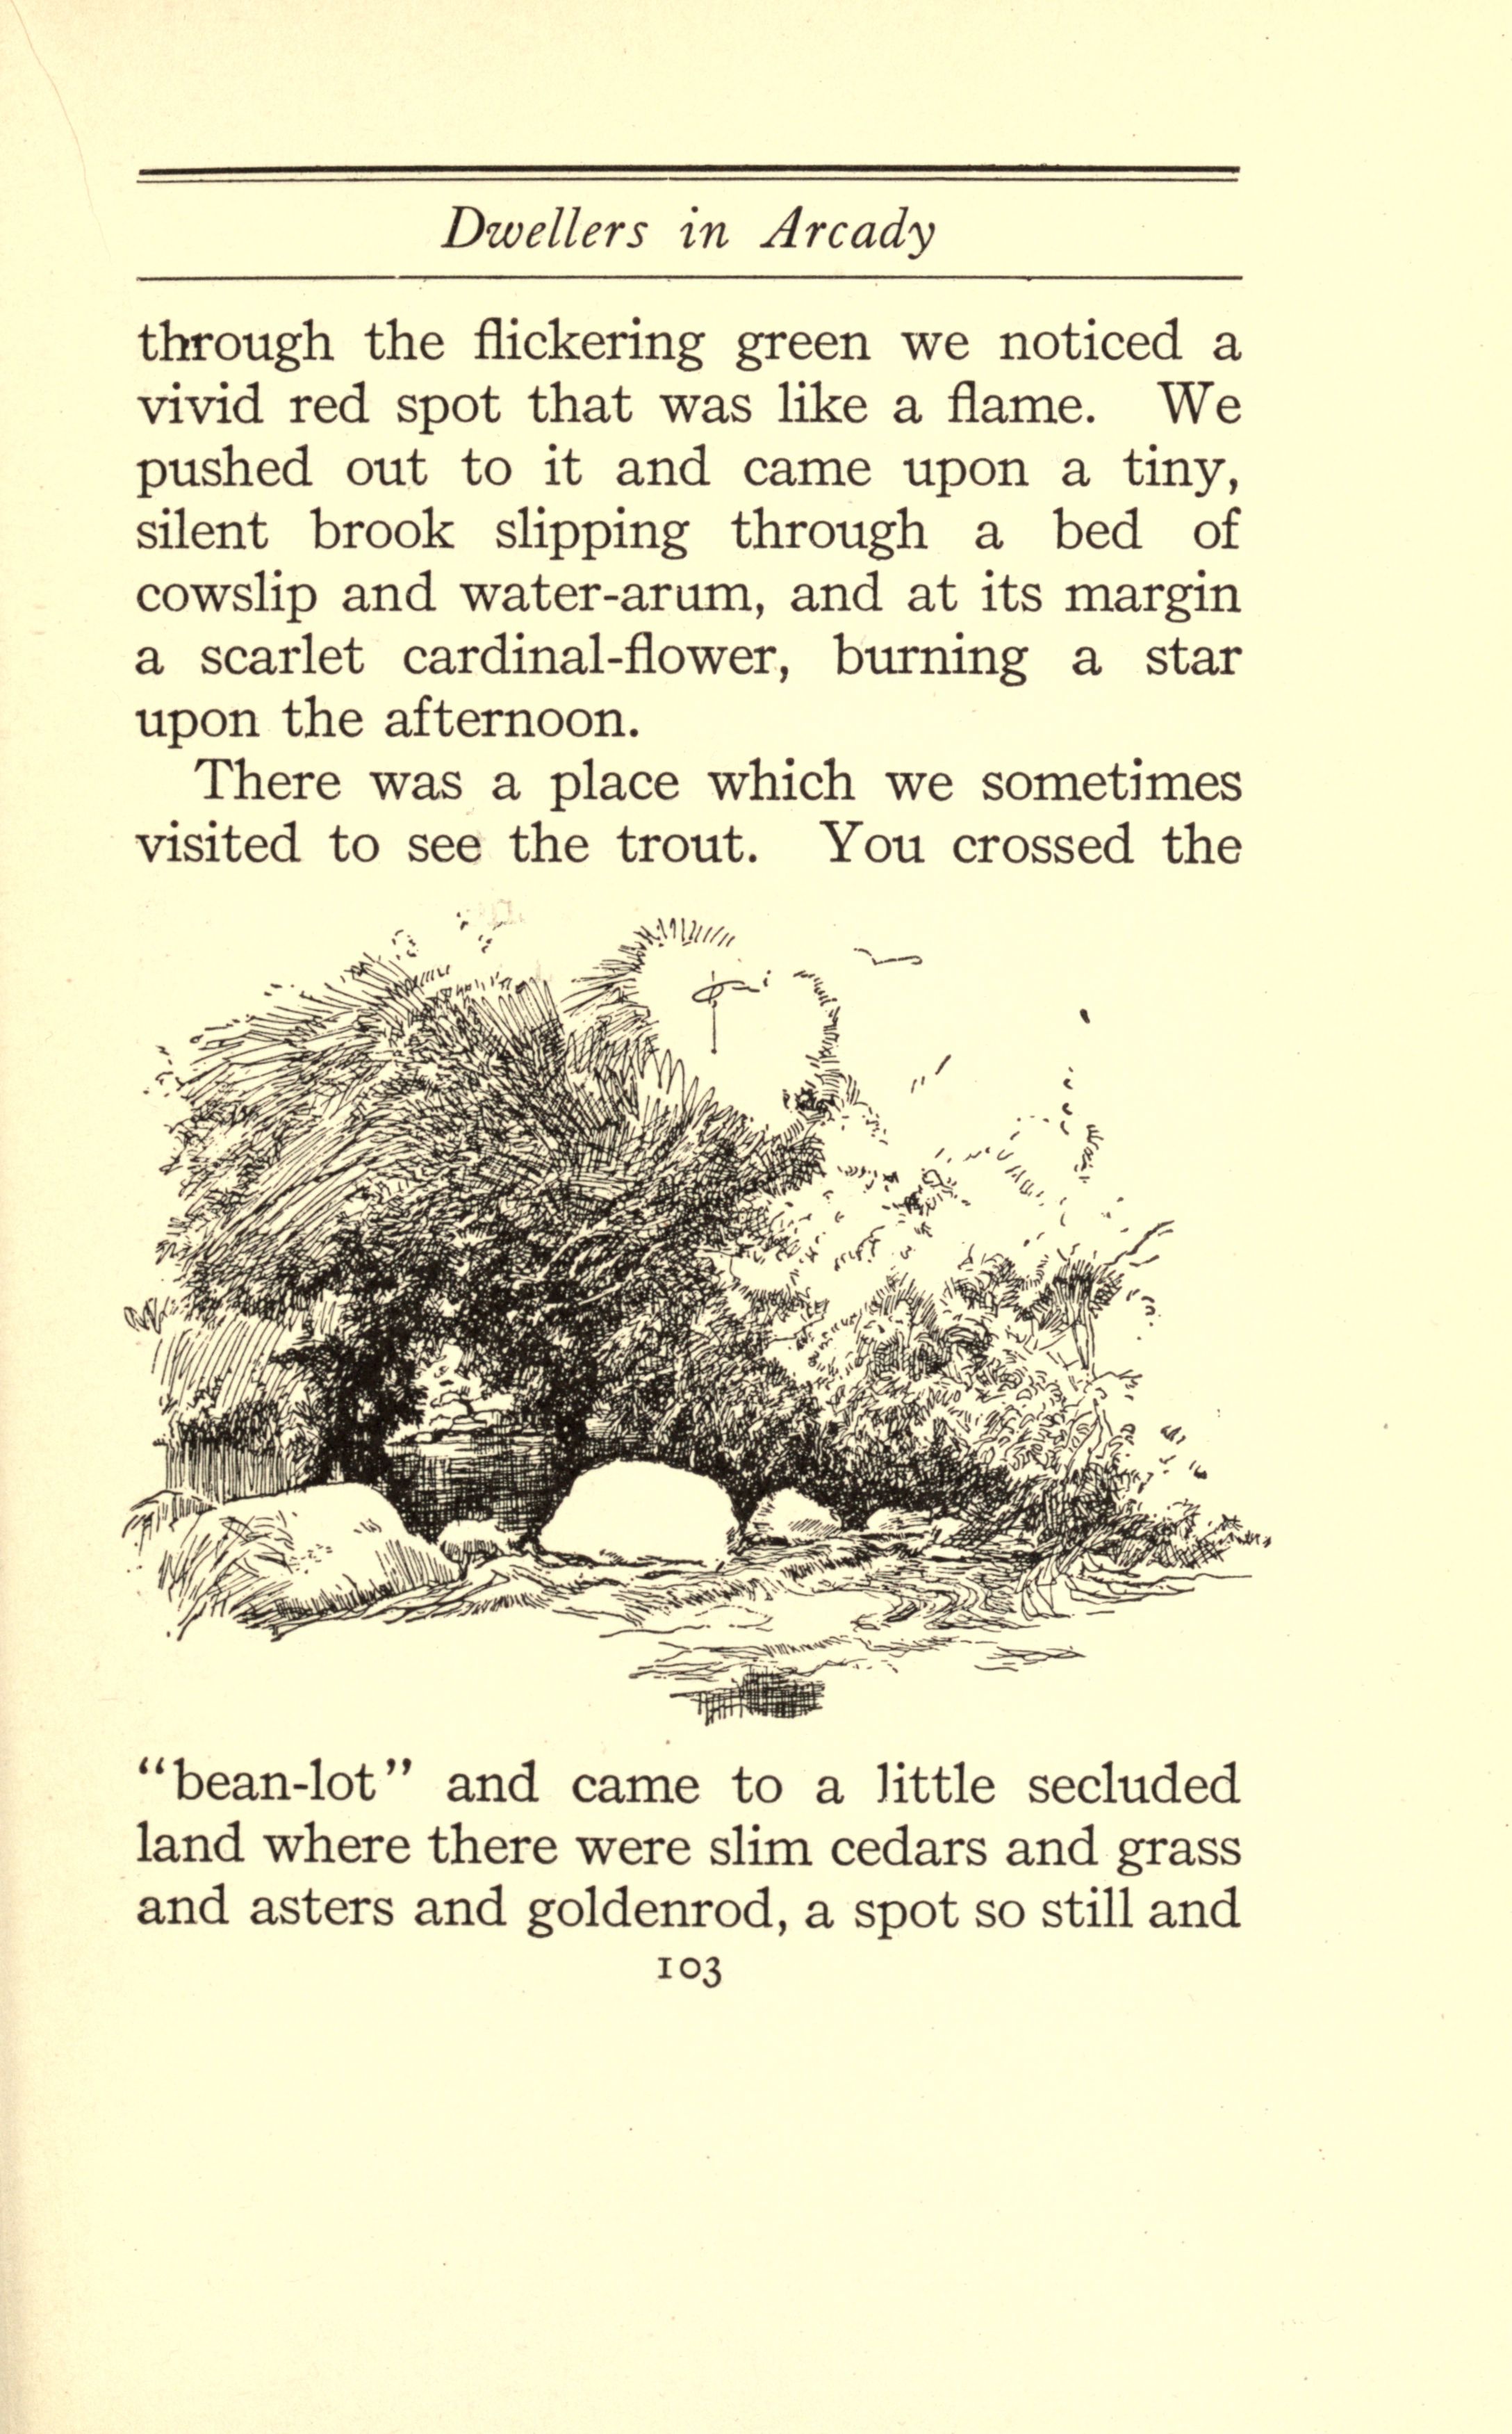 Dwellers in Arcady
through the flickering green we noticed a
vivid red spot that was like a flame. We
pushed out to it and came upon a tiny,
silent brook slipping through a bed of
cowslip and water-arum, and at its margin
a scarlet cardinal-flower, burning a star
upon the afternoon.
There was a place which we sometimes
visited to see the trout. You crossed the
“bean-lot” and came to a little secluded
land where there were slim cedars and grass
and asters and goldenrod, a spot so still and
103